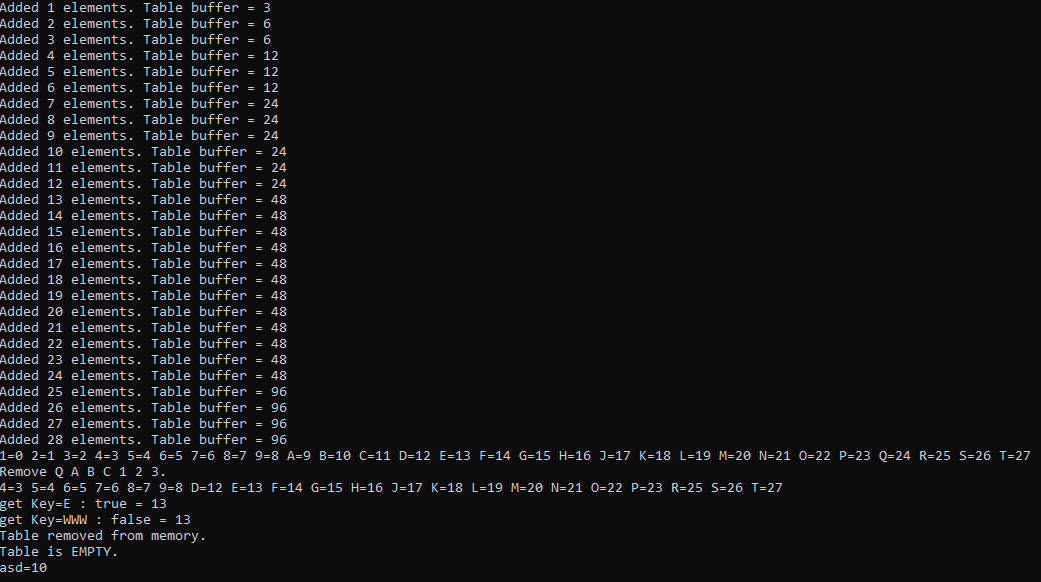 Added 1 elements. Table buffer = 3
Added 2 elements. Table buffer = 6
Added 3 elements. Table buffer = 6
Added 4 elements. Table buffer = 12
Added 5 elements. Table buffer = 12
Added 6 elements. Table buffer = 12
Added 7 elements. Table buffer = 24
Added 8 elements. Table buffer = 24
Added 9 elements. Table buffer = 24
Added 10 elements. Table buffer = 24
Added 11 elements. Table buffer = 24
Added 12 elements. Table buffer = 24
Added 13 elements. Table buffer = 48
Added 14 elements. Table buffer = 48
Added 15 elements. Table buffer = 48
Added 16 elements. Table buffer = 48
Added 17 elements. Table buffer = 48
Added 18 elements. Table buffer = 48
Added 19 elements. Table buffer = 48
Added 20 elements. Table buffer = 48
Added 21 elements. Table buffer = 48
Added 22 elements. Table buffer = 48
Added 23 elements. Table buffer = 48
Added 24 elements. Table buffer = 48
Added 25 elements. Table buffer = 96
Added 26 elements. Table buffer = 96
Added 27 elements. Table buffer = 96
Added 28 elements. Table buffer = 96
1=0 2=1 3=2 4=3 5=4 6=5 7=6 8=7 9=8 A=9 B=10 C=11 D=12 E=13 F=14 G=15 H=16 J=17 K=18 L=19 M=20 N=21 O=22 P=23 Q=24 R=25 S=26 T=27
Remove Q A B C 1 2 3.
4=3 5=4 6=5 7=6 8=7 9=8 D=12 E=13 F=14 G=15 H=16 J=17 K=18 L=19 M=20 N=21 O=22 P=23 R=25 S=26 T=27
get Key=E : true = 13
get Key=WWW : false = 13
Table removed from memory.
Table is EMPTY.
asd=10